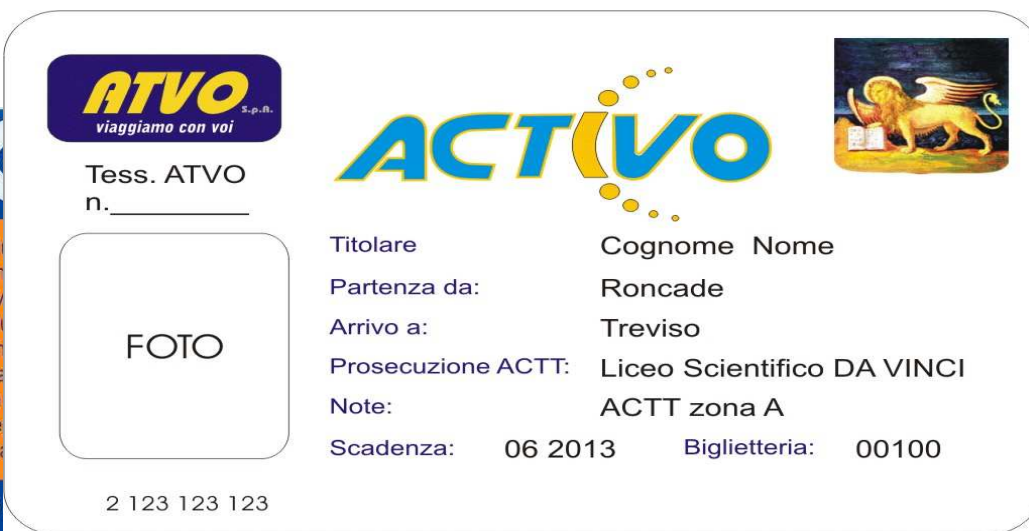 ATVO S.p.A.
viaggiamo con voi
ACTIVO
Tess. ATVO
n._________
FOTO
2 123 123 123
Titolare Cognome Nome
Partenza da: Roncade
Arrivo a: Treviso
Prosecuzione ACTT: Liceo Scientifico DA VINCI
Note: ACTT zona A
Scadenza: 06 2013 Biglietteria: 00100